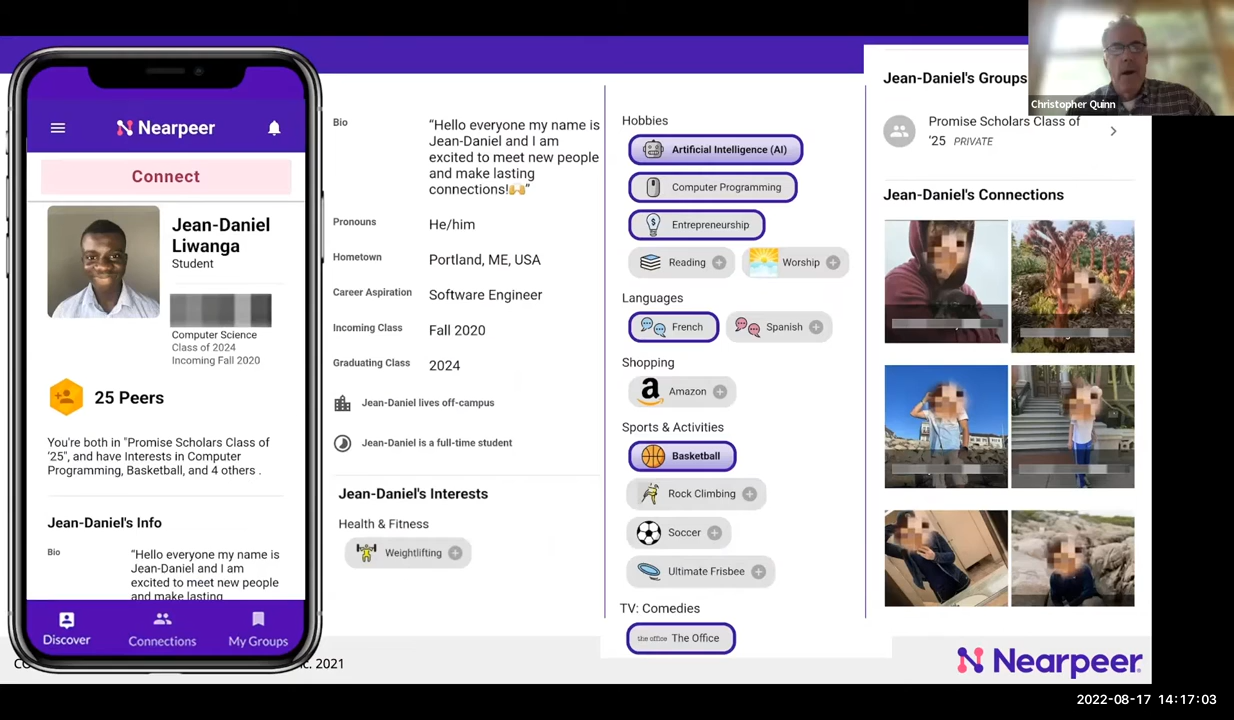 Nearpeer
Connect
Jean-Daniel
Liwanga
Student
Computer Science
Class of 2024
Incoming Fall 2020
25 Peers
You're both in "Promise Scholars Class of
'25", and have Interests in Computer
Programming, Basketball, and 4 others .
Jean-Daniel's Info
Bio
"Hello everyone my name is
Jean-Daniel and I am
excited to meet new people
and make lasting
Discover
Connections
My Groups
Bio
"Hello everyone my name is
Jean-Daniel and I am
excited to meet new people
and make lasting
connections!🙌"
Pronouns
He/him
Hometown
Portland, ME, USA
Career Aspiration
Software Engineer
Incoming Class
Fall 2020
Graduating Class
2024
Jean-Daniel lives off-campus
Jean-Daniel is a full-time student
Jean-Daniel's Interests
Health & Fitness
Weightlifting
Hobbies
Artificial Intelligence (AI)
Computer Programming
Entrepreneurship
Reading
Worship
Languages
French
Spanish
Shopping
Amazon
Sports & Activities
Basketball
Rock Climbing
Soccer
Ultimate Frisbee
TV: Comedies
the office The Office
Jean-Daniel's Groups
Promise Scholars Class of
'25 PRIVATE
Jean-Daniel's Connections
Christopher Quinn
2021
Nearpeer
2022-08-17 14:17:03